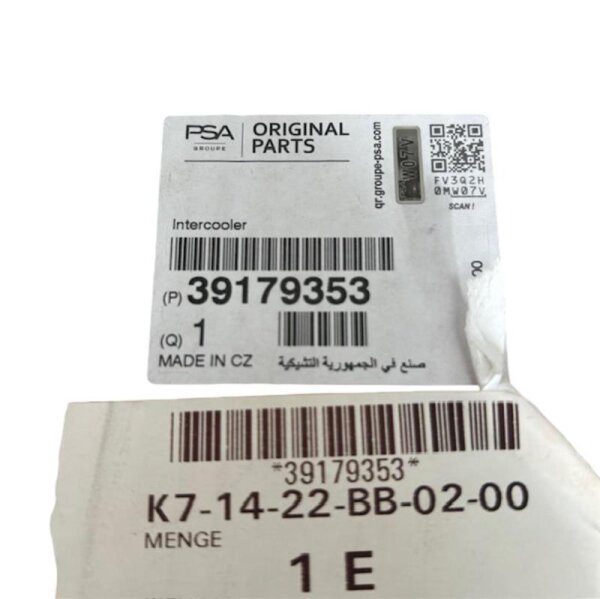 PSA
GROUPE
ORIGINAL
PARTS
qr.groupe-psa.com
W07V
FV3Q2H
0MW07V
SCAN !
Intercooler
(P) 39179353
(Q) 1
MADE IN CZ صنع في الجمهورية التشيكية
*39179353*
K7-14-22-BB-02-00
MENGE
1 E